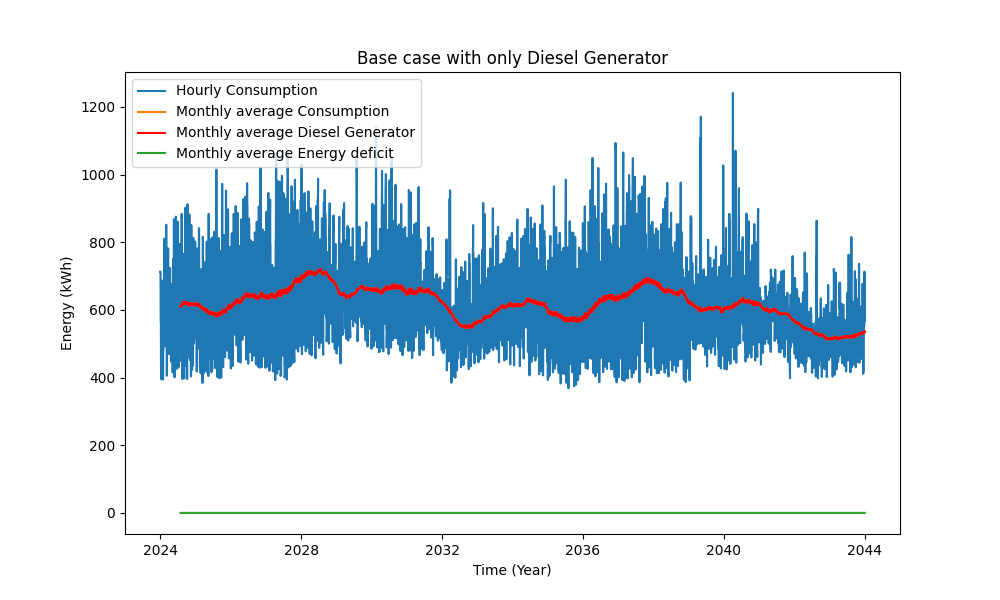 Base case with only Diesel Generator
Hourly Consumption
Monthly average Consumption
Monthly average Diesel Generator
Monthly average Energy deficit
Energy (kWh)
1200
1000
800
600
400
200
0
2024 2028 2032 2036 2040 2044
Time (Year)